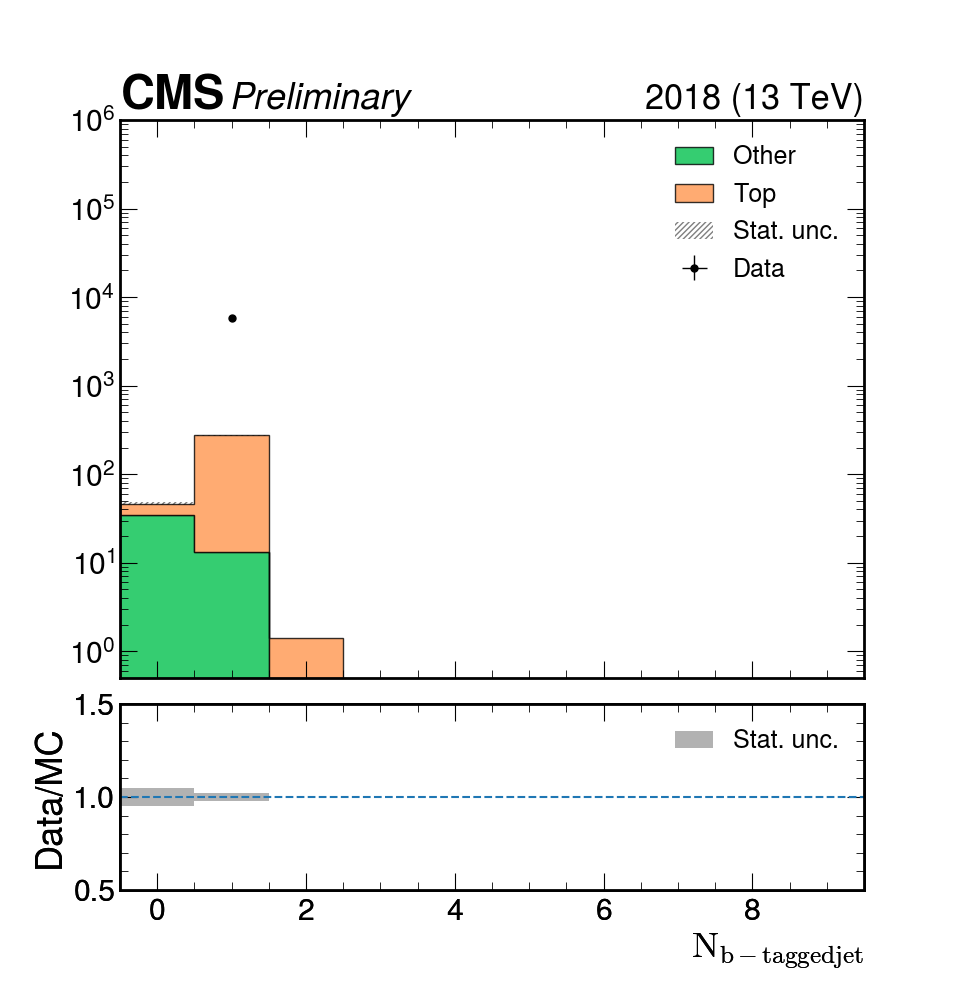 CMS Preliminary 2018 (13 TeV)
10^6
Other
Top
10^5
Stat. unc.
Data
10^4
10^3
10^2
10^1
10^0
1.5
Stat. unc.
1.0
Data/MC
0.5
0 2 4 6 8
N_{b − taggedjet}